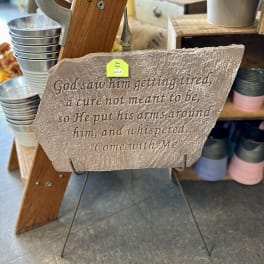 God saw him getting tired,
a cure not meant to be,
so He put his arms around
him, and whispered,
"Come with Me"